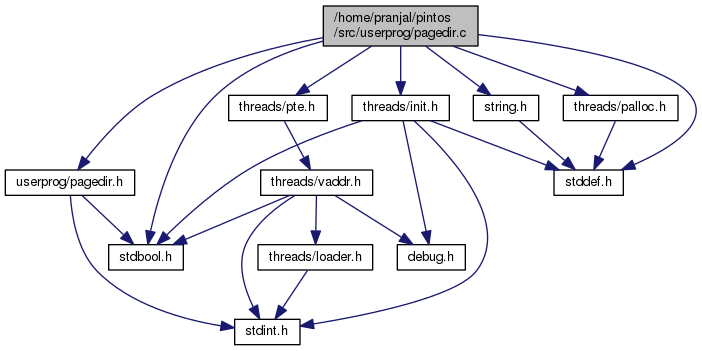 /home/pranjal/pintos
/src/userprog/pagedir.c
threads/pte.h
threads/init.h
string.h
threads/palloc.h
userprog/pagedir.h
threads/vaddr.h
stddef.h
stdbool.h
threads/loader.h
debug.h
stdint.h